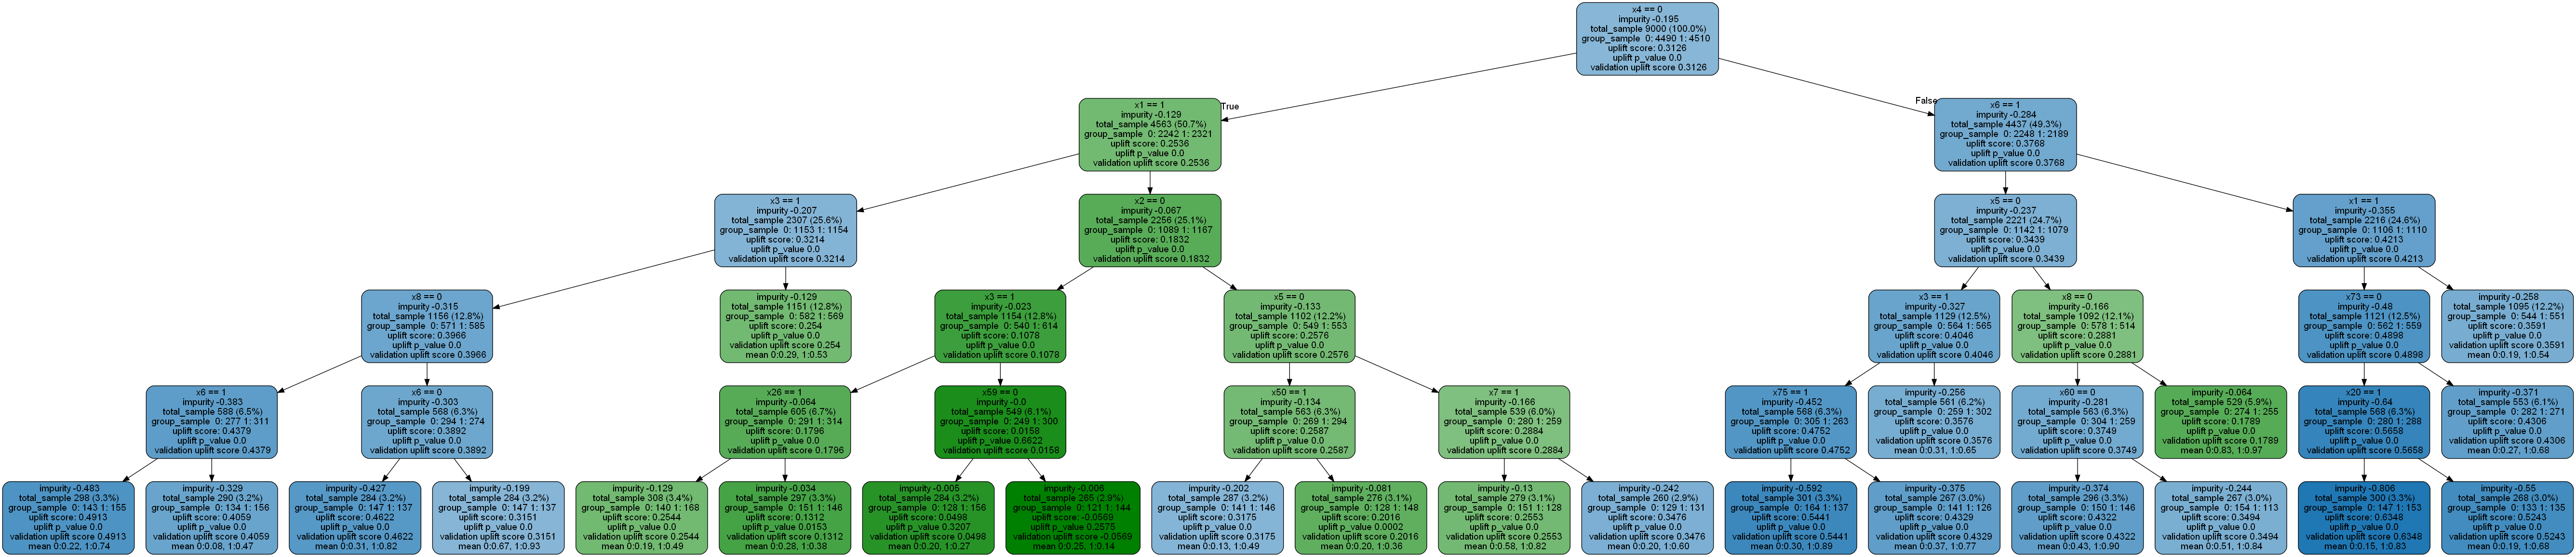 x4 == 0
impurity -0.195
total_sample 9000 (100.0%)
group_sample 0: 4490 1: 4510
uplift score: 0.3126
uplift p_value 0.0
validation uplift score 0.3126
True
False
x1 == 1
impurity -0.129
total_sample 4563 (50.7%)
group_sample 0: 2242 1: 2321
uplift score: 0.2536
uplift p_value 0.0
validation uplift score 0.2536
x6 == 1
impurity -0.284
total_sample 4437 (49.3%)
group_sample 0: 2248 1: 2189
uplift score: 0.3768
uplift p_value 0.0
validation uplift score 0.3768
x3 == 1
impurity -0.207
total_sample 2307 (25.6%)
group_sample 0: 1153 1: 1154
uplift score: 0.3214
uplift p_value 0.0
validation uplift score 0.3214
x2 == 0
impurity -0.067
total_sample 2256 (25.1%)
group_sample 0: 1089 1: 1167
uplift score: 0.1832
uplift p_value 0.0
validation uplift score 0.1832
x5 == 0
impurity -0.237
total_sample 2221 (24.7%)
group_sample 0: 1142 1: 1079
uplift score: 0.3439
uplift p_value 0.0
validation uplift score 0.3439
x1 == 1
impurity -0.355
total_sample 2216 (24.6%)
group_sample 0: 1106 1: 1110
uplift score: 0.4213
uplift p_value 0.0
validation uplift score 0.4213
x8 == 0
impurity -0.315
total_sample 1156 (12.8%)
group_sample 0: 571 1: 585
uplift score: 0.3966
uplift p_value 0.0
validation uplift score 0.3966
impurity -0.129
total_sample 1151 (12.8%)
group_sample 0: 582 1: 569
uplift score: 0.254
uplift p_value 0.0
validation uplift score 0.254
mean 0:0.29, 1:0.53
x3 == 1
impurity -0.023
total_sample 1154 (12.8%)
group_sample 0: 540 1: 614
uplift score: 0.1078
uplift p_value 0.0
validation uplift score 0.1078
x5 == 0
impurity -0.133
total_sample 1102 (12.2%)
group_sample 0: 549 1: 553
uplift score: 0.2576
uplift p_value 0.0
validation uplift score 0.2576
x3 == 1
impurity -0.327
total_sample 1129 (12.5%)
group_sample 0: 564 1: 565
uplift score: 0.4046
uplift p_value 0.0
validation uplift score 0.4046
x8 == 0
impurity -0.166
total_sample 1092 (12.1%)
group_sample 0: 578 1: 514
uplift score: 0.2881
uplift p_value 0.0
validation uplift score 0.2881
x73 == 0
impurity -0.48
total_sample 1121 (12.5%)
group_sample 0: 562 1: 559
uplift score: 0.4898
uplift p_value 0.0
validation uplift score 0.4898
impurity -0.258
total_sample 1095 (12.2%)
group_sample 0: 544 1: 551
uplift score: 0.3591
uplift p_value 0.0
validation uplift score 0.3591
mean 0:0.19, 1:0.54
x6 == 1
impurity -0.383
total_sample 588 (6.5%)
group_sample 0: 277 1: 311
uplift score: 0.4379
uplift p_value 0.0
validation uplift score 0.4379
x6 == 0
impurity -0.303
total_sample 568 (6.3%)
group_sample 0: 294 1: 274
uplift score: 0.3892
uplift p_value 0.0
validation uplift score 0.3892
x26 == 1
impurity -0.064
total_sample 605 (6.7%)
group_sample 0: 291 1: 314
uplift score: 0.1796
uplift p_value 0.0
validation uplift score 0.1796
x59 == 0
impurity -0.0
total_sample 549 (6.1%)
group_sample 0: 249 1: 300
uplift score: 0.0158
uplift p_value 0.6622
validation uplift score 0.0158
x50 == 1
impurity -0.134
total_sample 563 (6.3%)
group_sample 0: 269 1: 294
uplift score: 0.2587
uplift p_value 0.0
validation uplift score 0.2587
x7 == 1
impurity -0.166
total_sample 539 (6.0%)
group_sample 0: 280 1: 259
uplift score: 0.2884
uplift p_value 0.0
validation uplift score 0.2884
x75 == 1
impurity -0.452
total_sample 568 (6.3%)
group_sample 0: 305 1: 263
uplift score: 0.4752
uplift p_value 0.0
validation uplift score 0.4752
impurity -0.256
total_sample 561 (6.2%)
group_sample 0: 259 1: 302
uplift score: 0.3576
uplift p_value 0.0
validation uplift score 0.3576
mean 0:0.31, 1:0.65
x60 == 0
impurity -0.281
total_sample 563 (6.3%)
group_sample 0: 304 1: 259
uplift score: 0.3749
uplift p_value 0.0
validation uplift score 0.3749
impurity -0.064
total_sample 529 (5.9%)
group_sample 0: 274 1: 255
uplift score: 0.1789
uplift p_value 0.0
validation uplift score 0.1789
mean 0:0.83, 1:0.97
x20 == 1
impurity -0.64
total_sample 568 (6.3%)
group_sample 0: 280 1: 288
uplift score: 0.5658
uplift p_value 0.0
validation uplift score 0.5658
impurity -0.371
total_sample 553 (6.1%)
group_sample 0: 282 1: 271
uplift score: 0.4306
uplift p_value 0.0
validation uplift score 0.4306
mean 0:0.27, 1:0.68
impurity -0.483
total_sample 298 (3.3%)
group_sample 0: 143 1: 155
uplift score: 0.4913
uplift p_value 0.0
validation uplift score 0.4913
mean 0:0.22, 1:0.74
impurity -0.329
total_sample 290 (3.2%)
group_sample 0: 134 1: 156
uplift score: 0.4059
uplift p_value 0.0
validation uplift score 0.4059
mean 0:0.08, 1:0.47
impurity -0.427
total_sample 284 (3.2%)
group_sample 0: 147 1: 137
uplift score: 0.4622
uplift p_value 0.0
validation uplift score 0.4622
mean 0:0.31, 1:0.82
impurity -0.199
total_sample 284 (3.2%)
group_sample 0: 147 1: 137
uplift score: 0.3151
uplift p_value 0.0
validation uplift score 0.3151
mean 0:0.67, 1:0.93
impurity -0.129
total_sample 308 (3.4%)
group_sample 0: 140 1: 168
uplift score: 0.2544
uplift p_value 0.0
validation uplift score 0.2544
mean 0:0.19, 1:0.49
impurity -0.034
total_sample 297 (3.3%)
group_sample 0: 151 1: 146
uplift score: 0.1312
uplift p_value 0.0153
validation uplift score 0.1312
mean 0:0.28, 1:0.38
impurity -0.005
total_sample 284 (3.2%)
group_sample 0: 128 1: 156
uplift score: 0.0498
uplift p_value 0.3207
validation uplift score 0.0498
mean 0:0.20, 1:0.27
impurity -0.006
total_sample 265 (2.9%)
group_sample 0: 121 1: 144
uplift score: -0.0569
uplift p_value 0.2575
validation uplift score -0.0569
mean 0:0.25, 1:0.14
impurity -0.202
total_sample 287 (3.2%)
group_sample 0: 141 1: 146
uplift score: 0.3175
uplift p_value 0.0
validation uplift score 0.3175
mean 0:0.13, 1:0.49
impurity -0.081
total_sample 276 (3.1%)
group_sample 0: 128 1: 148
uplift score: 0.2016
uplift p_value 0.0002
validation uplift score 0.2016
mean 0:0.20, 1:0.36
impurity -0.13
total_sample 279 (3.1%)
group_sample 0: 151 1: 128
uplift score: 0.2553
uplift p_value 0.0
validation uplift score 0.2553
mean 0:0.58, 1:0.82
impurity -0.242
total_sample 260 (2.9%)
group_sample 0: 129 1: 131
uplift score: 0.3476
uplift p_value 0.0
validation uplift score 0.3476
mean 0:0.20, 1:0.60
impurity -0.592
total_sample 301 (3.3%)
group_sample 0: 164 1: 137
uplift score: 0.5441
uplift p_value 0.0
validation uplift score 0.5441
mean 0:0.30, 1:0.89
impurity -0.375
total_sample 267 (3.0%)
group_sample 0: 141 1: 126
uplift score: 0.4329
uplift p_value 0.0
validation uplift score 0.4329
mean 0:0.37, 1:0.77
impurity -0.374
total_sample 296 (3.3%)
group_sample 0: 150 1: 146
uplift score: 0.4322
uplift p_value 0.0
validation uplift score 0.4322
mean 0:0.43, 1:0.90
impurity -0.244
total_sample 267 (3.0%)
group_sample 0: 154 1: 113
uplift score: 0.3494
uplift p_value 0.0
validation uplift score 0.3494
mean 0:0.51, 1:0.84
impurity -0.806
total_sample 300 (3.3%)
group_sample 0: 147 1: 153
uplift score: 0.6348
uplift p_value 0.0
validation uplift score 0.6348
mean 0:0.15, 1:0.83
impurity -0.55
total_sample 268 (3.0%)
group_sample 0: 133 1: 135
uplift score: 0.5243
uplift p_value 0.0
validation uplift score 0.5243
mean 0:0.19, 1:0.68